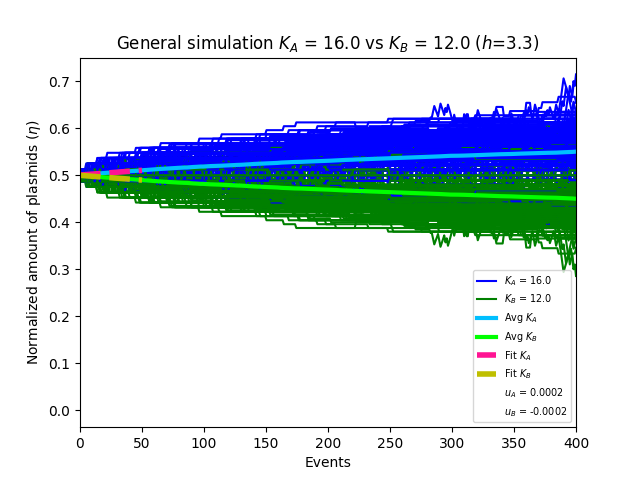 General simulation K_A = 16.0 vs K_B = 12.0 (h=3.3)
Normalized amount of plasmids (η)
0.7
0.6
0.5
0.4
0.3
0.2
0.1
0.0
K_A = 16.0
K_B = 12.0
Avg K_A
Avg K_B
Fit K_A
Fit K_B
u_A = 0.0002
u_B = -0.0002
0 50 100 150 200 250 300 350 400
Events